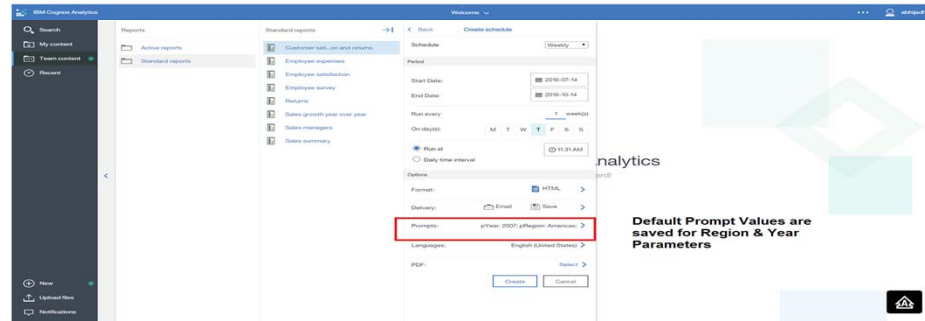 IBM Cognos Analytics
Welcome
Search
My content
Team content
Recent
New
Upload files
Notifications
Reports
Active reports
Standard reports
Standard reports
Customer sati...on and returns
Employee expenses
Employee satisfaction
Employee survey
Returns
Sales growth year over year
Sales managers
Sales summary
Back Create schedule
Schedule Weekly
Period
Start Date: 2016-07-14
End Date: 2016-10-14
Run every 1 week(s)
On day(s): M T W T F S S
Run at 11:31 AM
Daily time interval
Options
Format: HTML
Delivery: Email Save
Prompts: pYear: 2007; pRegion: Americas;
Languages: English (United States)
PDF: Select
Create Cancel
nalytics
Default Prompt Values are
saved for Region & Year
Parameters